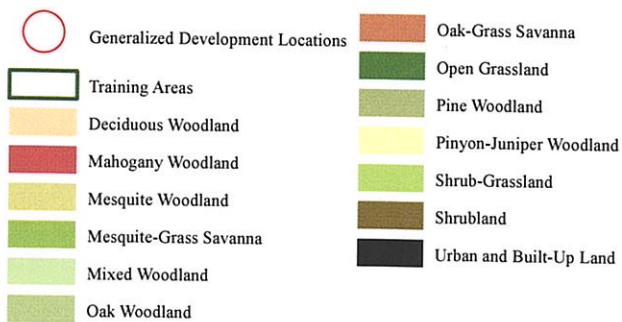 Generalized Development Locations
Training Areas
Deciduous Woodland
Mahogany Woodland
Mesquite Woodland
Mesquite-Grass Savanna
Mixed Woodland
Oak Woodland
Oak-Grass Savanna
Open Grassland
Pine Woodland
Pinyon-Juniper Woodland
Shrub-Grassland
Shrubland
Urban and Built-Up Land